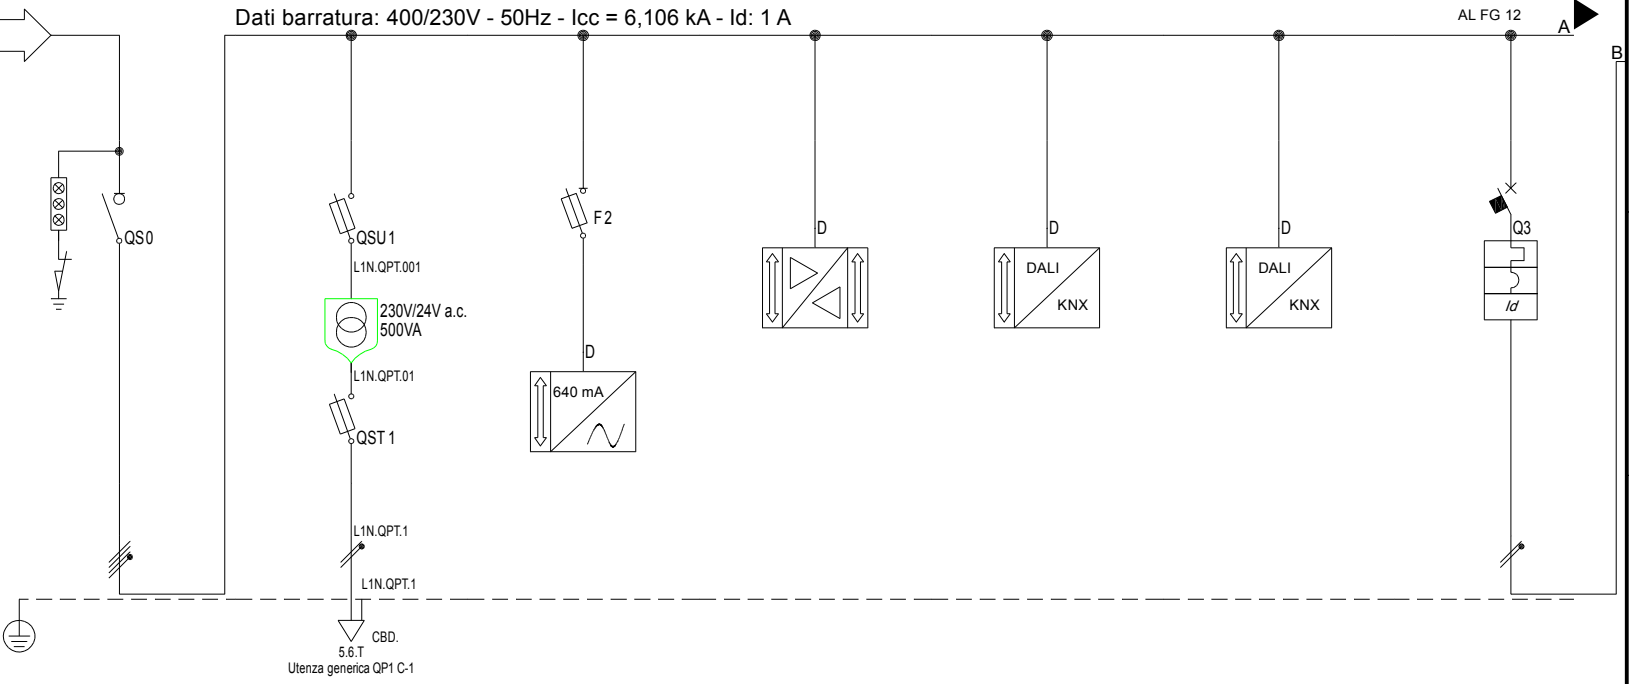 Dati barratura: 400/230V - 50Hz - Icc = 6,106 kA - Id: 1 A
AL FG 12
A
B
QS0
QSU1
L1N.QPT.001
230V/24V a.c.
500VA
L1N.QPT.01
QST1
L1N.QPT.1
L1N.QPT.1
CBD.
5.6.T
Utenza generica QP1 C-1
F2
D
640 mA
D
D
DALI
KNX
D
DALI
KNX
Q3
Id